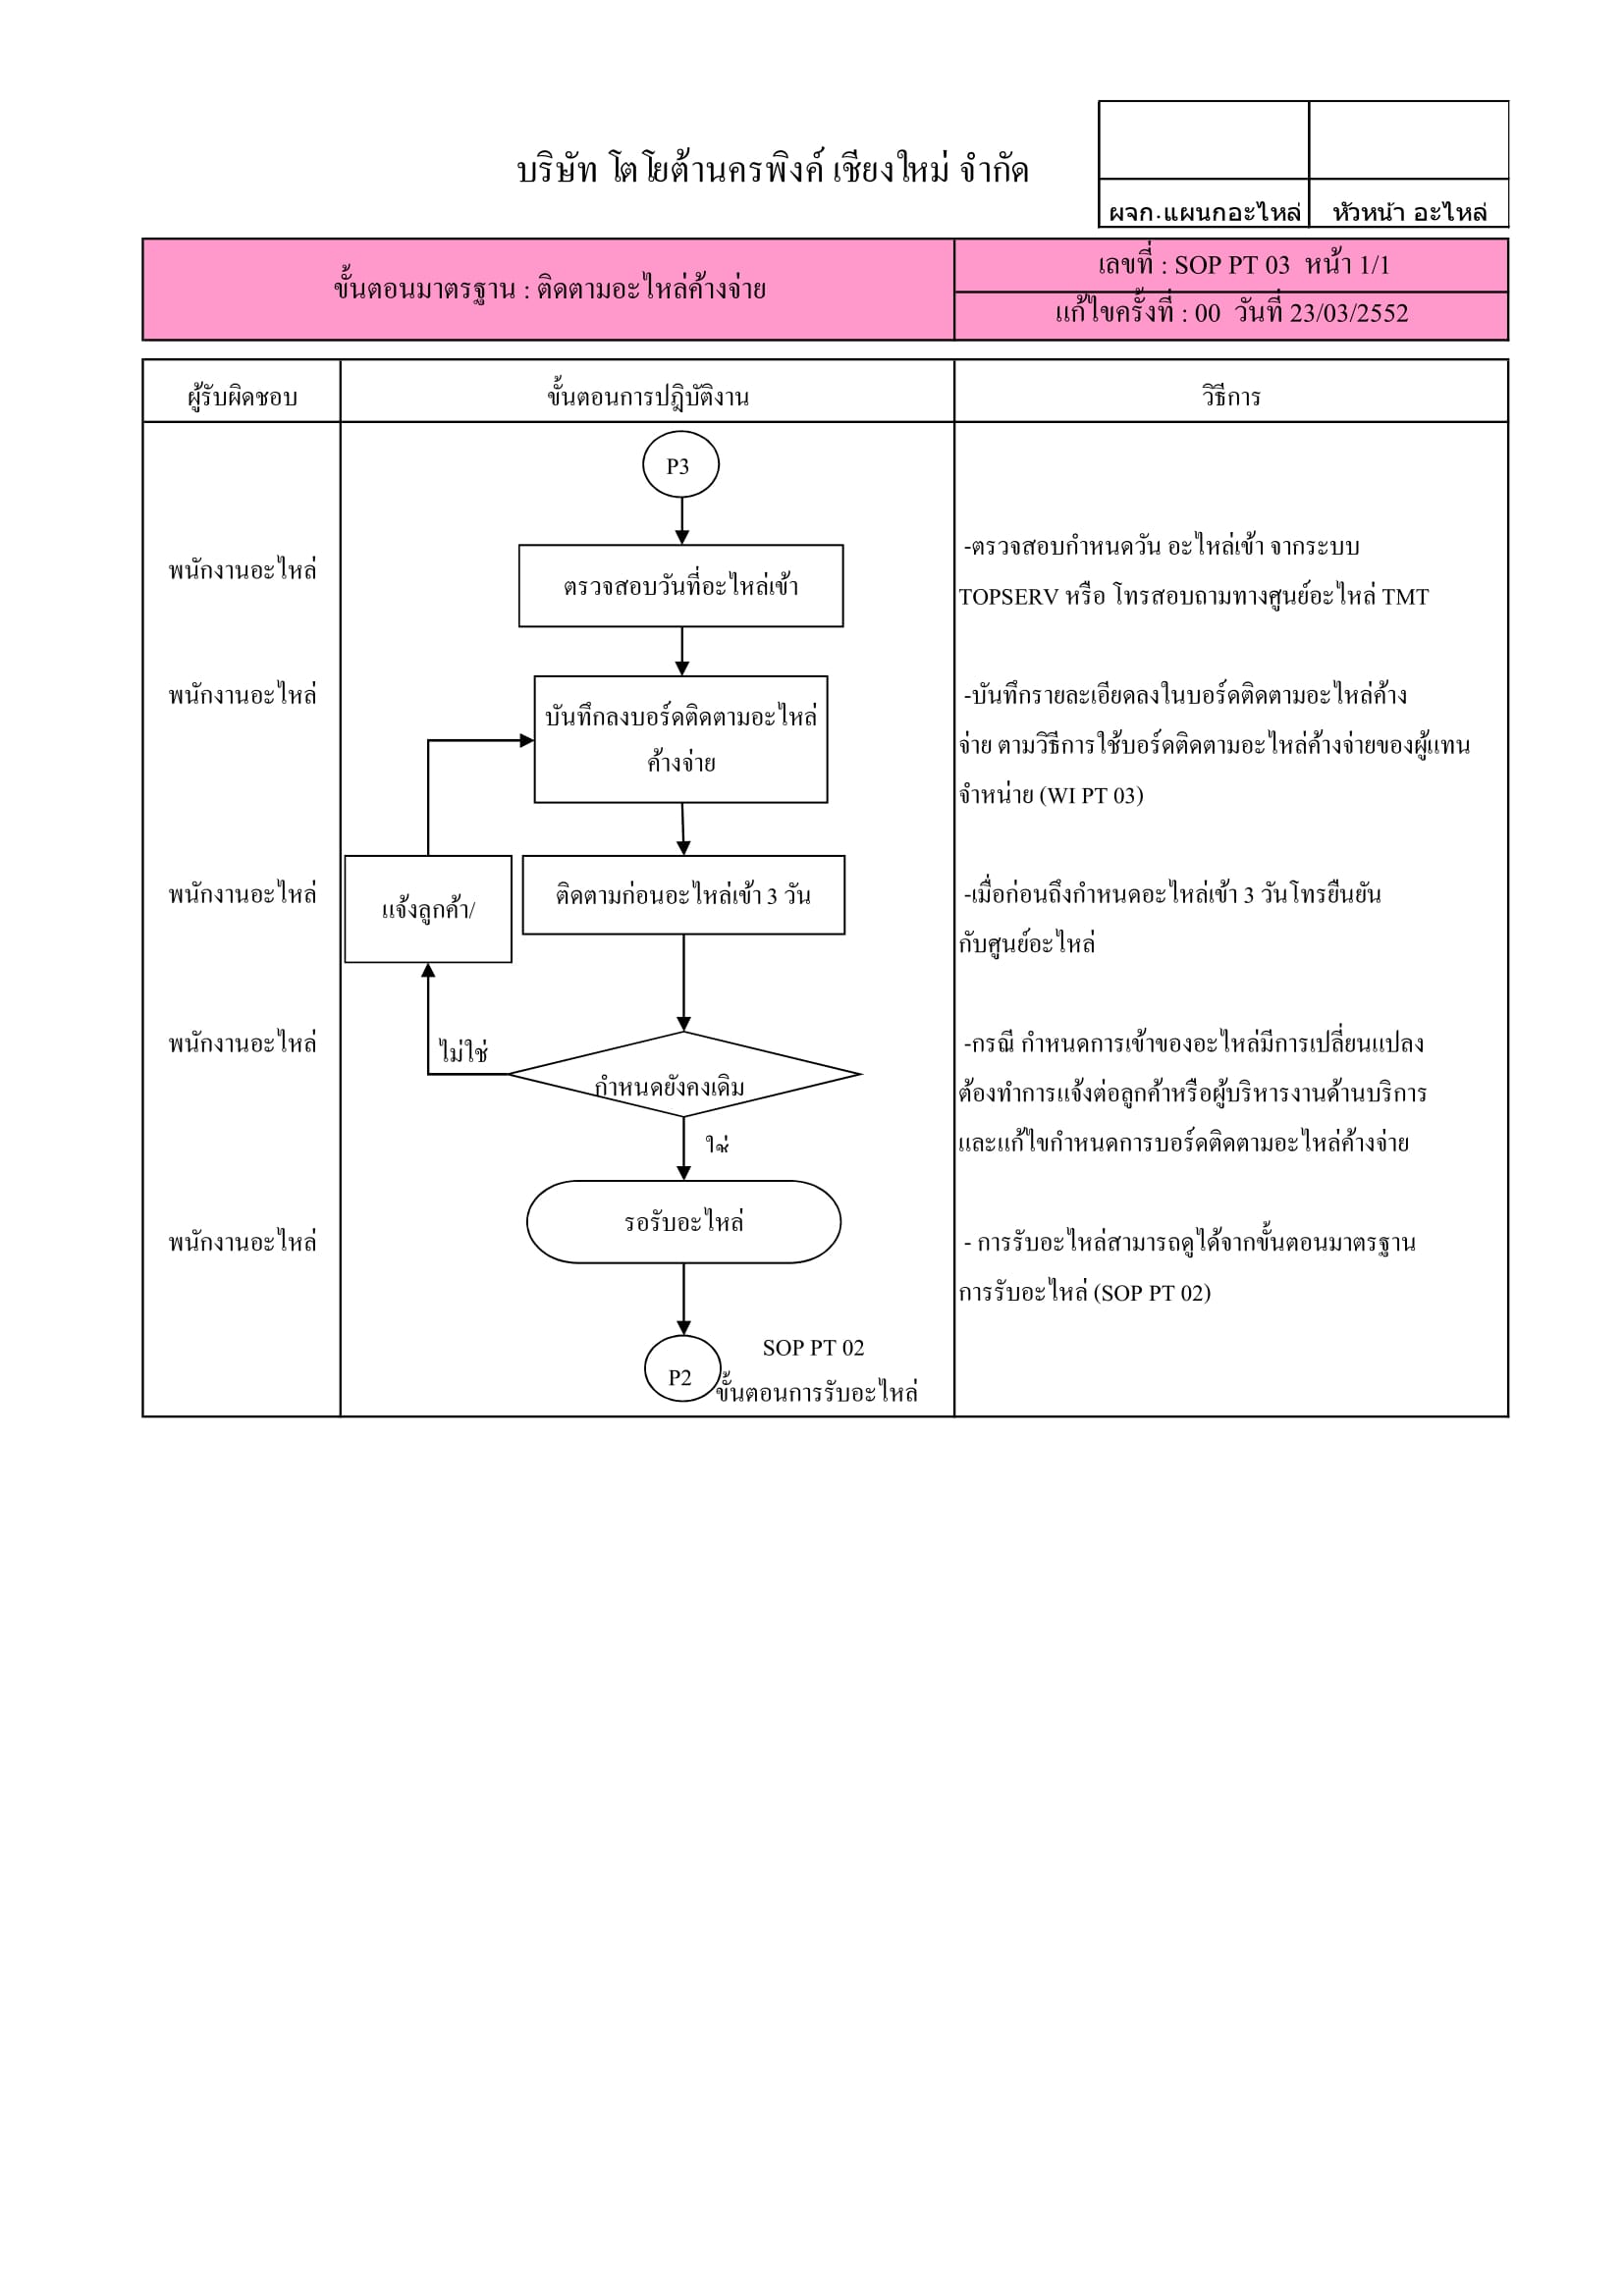 บริษัท โตโยต้านครพิงค์ เชียงใหม่ จำกัด
ผจก.แผนกอะไหล่ หัวหน้า อะไหล่
ขั้นตอนมาตรฐาน : ติดตามอะไหล่ค้างจ่าย
เลขที่ : SOP PT 03 หน้า 1/1
แก้ไขครั้งที่ : 00 วันที่ 23/03/2552
ผู้รับผิดชอบ ขั้นตอนการปฎิบัติงาน วิธีการ
P3
พนักงานอะไหล่
ตรวจสอบวันที่อะไหล่เข้า
-ตรวจสอบกำหนดวัน อะไหล่เข้า จากระบบ
TOPSERV หรือ โทรสอบถามทางศูนย์อะไหล่ TMT
พนักงานอะไหล่
บันทึกลงบอร์ดติดตามอะไหล่
ค้างจ่าย
-บันทึกรายละเอียดลงในบอร์ดติดตามอะไหล่ค้าง
จ่าย ตามวิธีการใช้บอร์ดติดตามอะไหล่ค้างจ่ายของผู้แทน
จำหน่าย (WI PT 03)
พนักงานอะไหล่
แจ้งลูกค้า/
ติดตามก่อนอะไหล่เข้า 3 วัน
-เมื่อก่อนถึงกำหนดอะไหล่เข้า 3 วันโทรยืนยัน
กับศูนย์อะไหล่
พนักงานอะไหล่
ไม่ใช่
กำหนดยังคงเดิม
ใช่
-กรณี กำหนดการเข้าของอะไหล่มีการเปลี่ยนแปลง
ต้องทำการแจ้งต่อลูกค้าหรือผู้บริหารงานด้านบริการ
และแก้ไขกำหนดการบอร์ดติดตามอะไหล่ค้างจ่าย
พนักงานอะไหล่
รอรับอะไหล่
- การรับอะไหล่สามารถดูได้จากขั้นตอนมาตรฐาน
การรับอะไหล่ (SOP PT 02)
P2
SOP PT 02
ขั้นตอนการรับอะไหล่